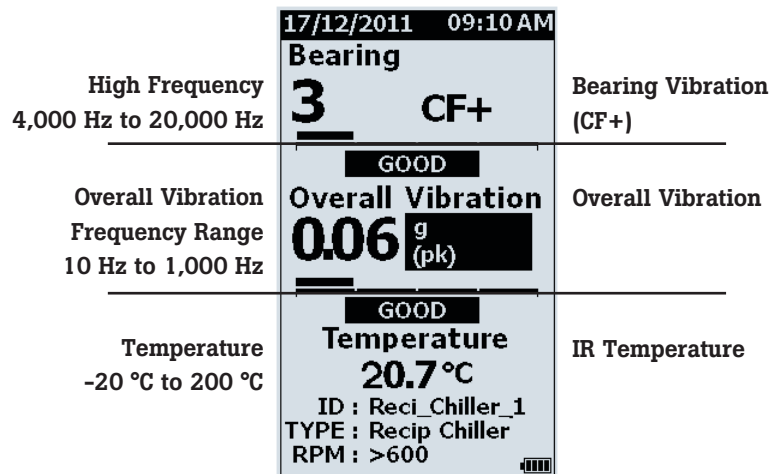 17/12/2011 09:10 AM
Bearing
High Frequency
4,000 Hz to 20,000 Hz
3 CF+
Bearing Vibration
(CF+)
GOOD
Overall Vibration
Frequency Range
10 Hz to 1,000 Hz
Overall Vibration
0.06 g
(pk)
Overall Vibration
GOOD
Temperature
-20 °C to 200 °C
Temperature
20.7 °C
IR Temperature
ID : Reci_Chiller_1
TYPE : Recip Chiller
RPM : >600